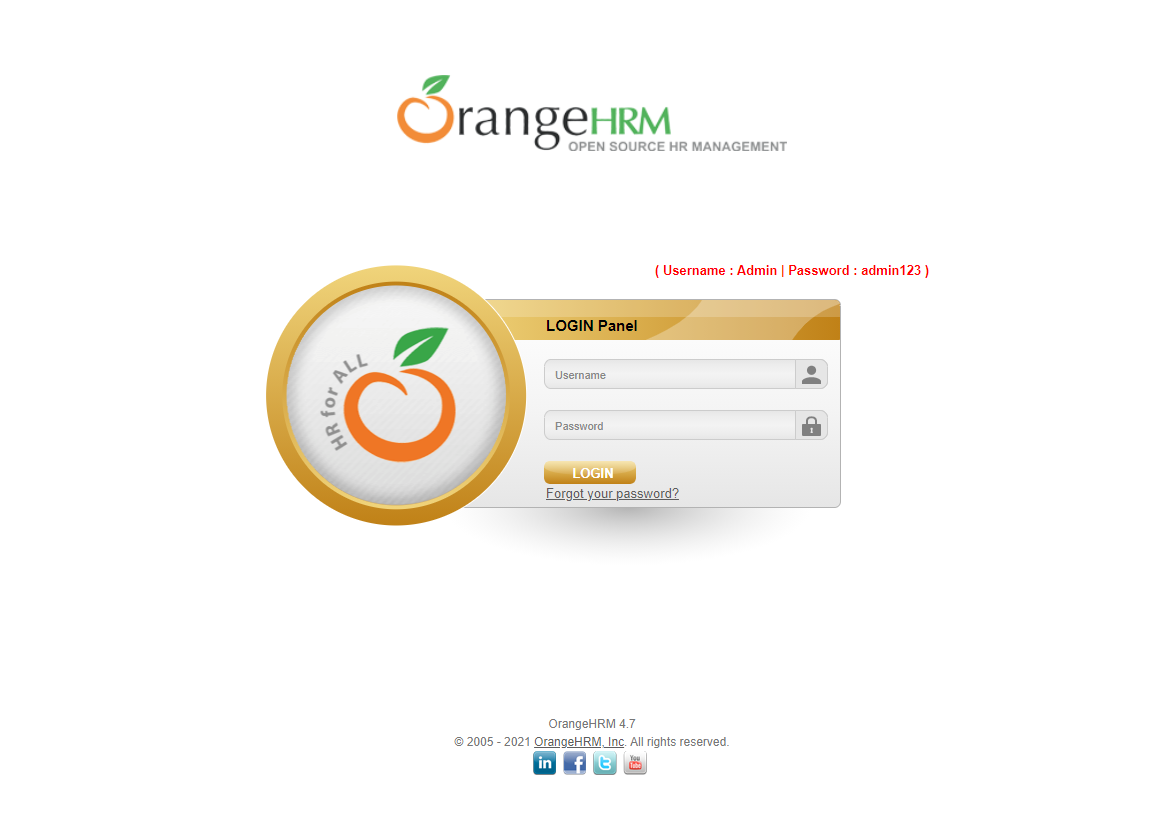 OrangeHRM
OPEN SOURCE HR MANAGEMENT
( Username : Admin | Password : admin123 )
HR for ALL
LOGIN Panel
Username
Password
LOGIN
Forgot your password?
OrangeHRM 4.7
© 2005 - 2021 OrangeHRM, Inc. All rights reserved.
in f t You Tube